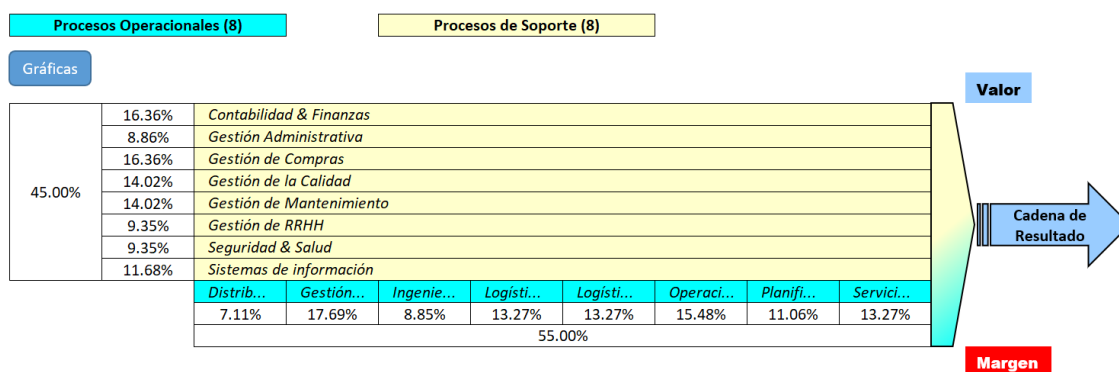 Procesos Operacionales (8)
Procesos de Soporte (8)
Gráficas
Valor
45.00%
16.36% Contabilidad & Finanzas
8.86% Gestión Administrativa
16.36% Gestión de Compras
14.02% Gestión de la Calidad
14.02% Gestión de Mantenimiento
9.35% Gestión de RRHH
9.35% Seguridad & Salud
11.68% Sistemas de información
Cadena de
Resultado
Distrib... Gestión... Ingenie... Logísti... Logísti... Operaci... Planifi... Servici...
7.11% 17.69% 8.85% 13.27% 13.27% 15.48% 11.06% 13.27%
55.00%
Margen